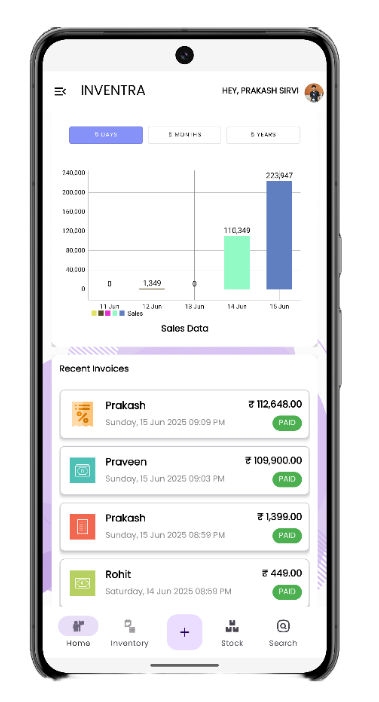 INVENTRA
HEY, PRAKASH SIRVI
5 DAYS 5 MONTHS 5 YEARS
240,000
200,000
160,000
120,000
80,000
40,000
0
0 1,349 0 110,349 223,947
11 Jun 12 Jun 13 Jun 14 Jun 15 Jun
Sales
Sales Data
Recent Invoices
Prakash ₹ 112,648.00
Sunday, 15 Jun 2025 09:09 PM PAID
Praveen ₹ 109,900.00
Sunday, 15 Jun 2025 09:03 PM PAID
Prakash ₹ 1,399.00
Sunday, 15 Jun 2025 08:59 PM PAID
Rohit ₹ 449.00
Saturday, 14 Jun 2025 08:59 PM PAID
Home Inventory + Stock Search